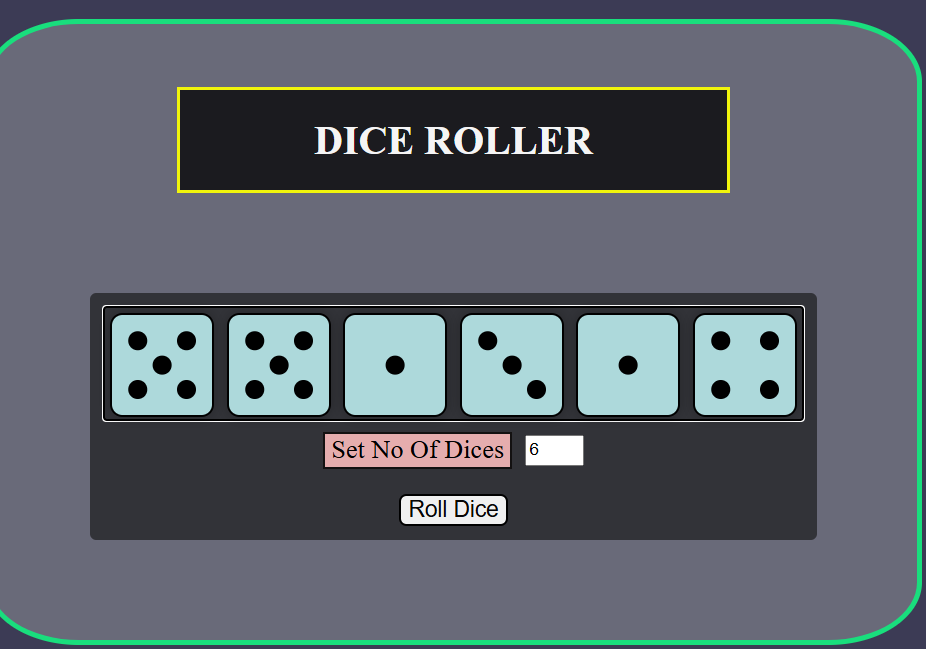 DICE ROLLER
Set No Of Dices 6
Roll Dice